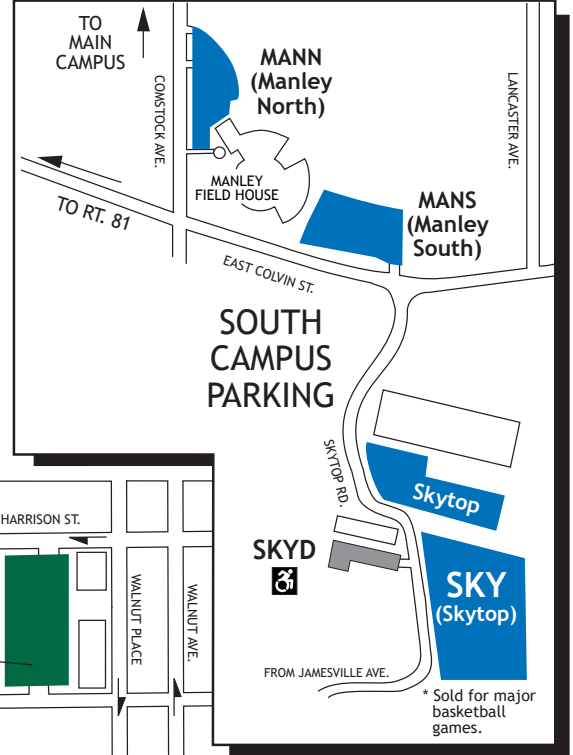 TO
MAIN
CAMPUS
COMSTOCK AVE.
MANN
(Manley
North)
LANCASTER AVE.
MANLEY
FIELD HOUSE
MANS
(Manley
South)
TO RT. 81
EAST COLVIN ST.
SOUTH
CAMPUS
PARKING
SKYTOP RD.
Skytop
HARRISON ST.
SKYD
SKY
(Skytop)
WALNUT PLACE
WALNUT AVE.
FROM JAMESVILLE AVE.
* Sold for major
basketball
games.